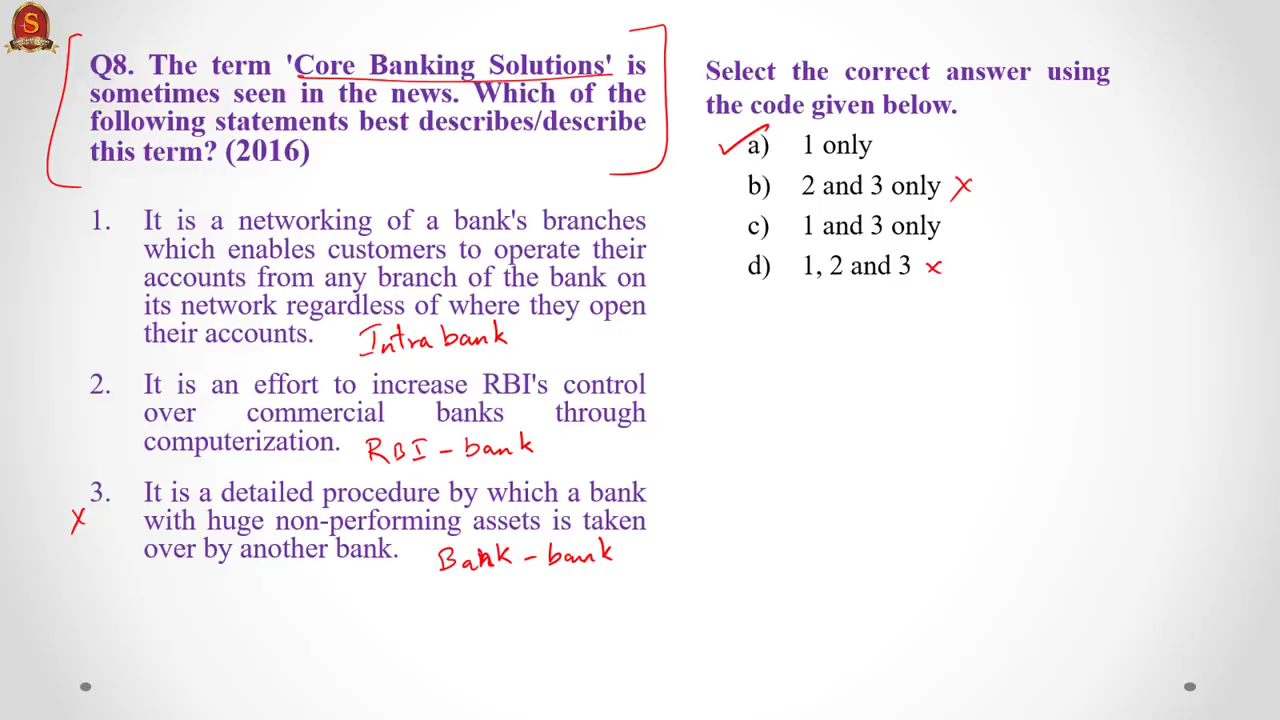 S
Q8. The term 'Core Banking Solutions' is
sometimes seen in the news. Which of the
following statements best describes/describe
this term? (2016)
1. It is a networking of a bank's branches
which enables customers to operate their
accounts from any branch of the bank on
its network regardless of where they open
their accounts. Intra bank
2. It is an effort to increase RBI's control
over commercial banks through
computerization. RBI - bank
3. It is a detailed procedure by which a bank
with huge non-performing assets is taken
over by another bank. Bank - bank
Select the correct answer using
the code given below.
a) 1 only
b) 2 and 3 only
c) 1 and 3 only
d) 1, 2 and 3